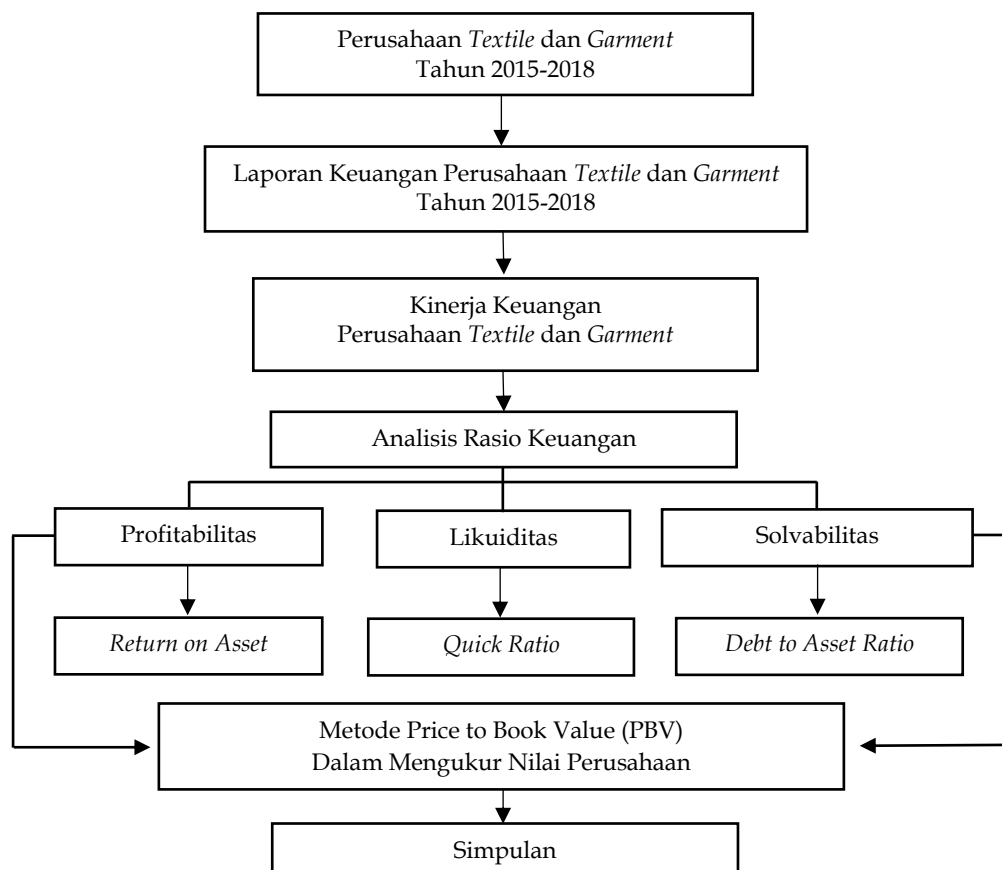 Perusahaan Textile dan Garment
Tahun 2015-2018
Laporan Keuangan Perusahaan Textile dan Garment
Tahun 2015-2018
Kinerja Keuangan
Perusahaan Textile dan Garment
Analisis Rasio Keuangan
Profitabilitas
Likuiditas
Solvabilitas
Return on Asset
Quick Ratio
Debt to Asset Ratio
Metode Price to Book Value (PBV)
Dalam Mengukur Nilai Perusahaan
Simpulan